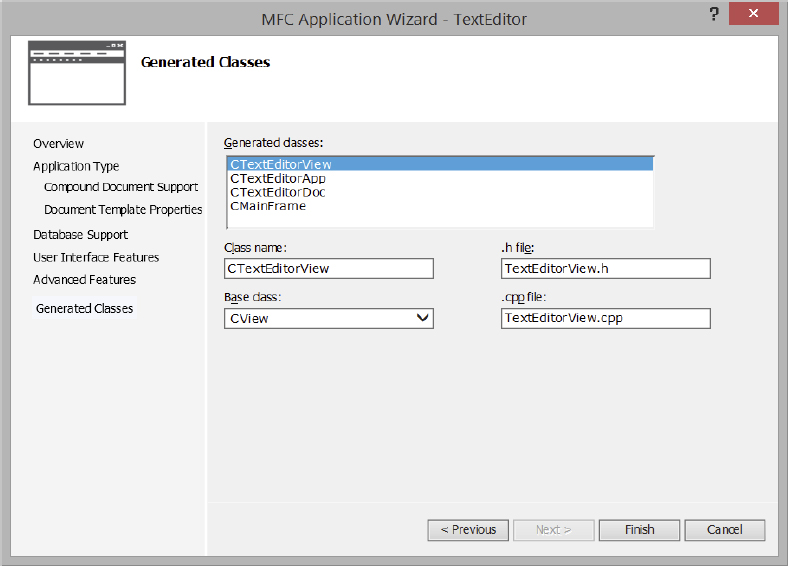 MFC Application Wizard - TextEditor
?
Generated Classes
Overview
Application Type
Compound Document Support
Document Template Properties
Database Support
User Interface Features
Advanced Features
Generated Classes
Generated classes:
CTextEditorView
CTextEditorApp
CTextEditorDoc
CMainFrame
Class name:
.h file:
CTextEditorView
TextEditorView.h
Base class:
.cpp file:
CView
TextEditorView.cpp
< Previous
Next >
Finish
Cancel